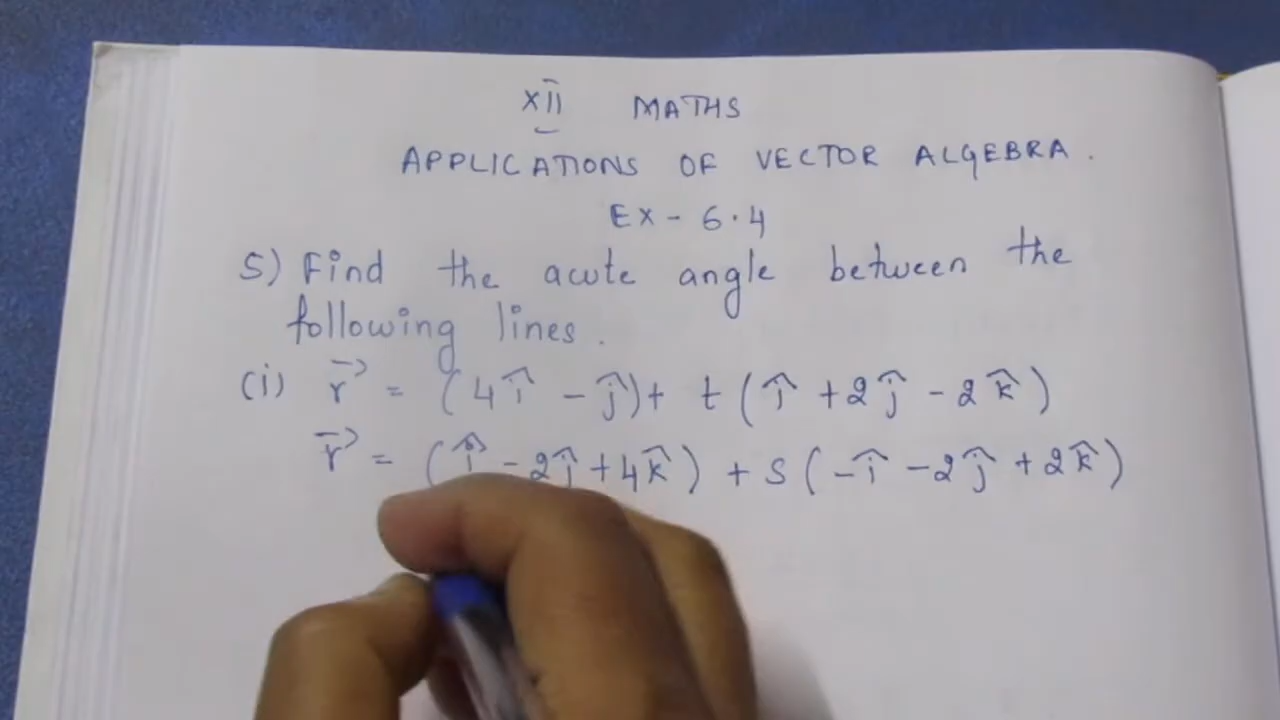 XII MATHS
APPLICATIONS OF VECTOR ALGEBRA.
EX - 6.4
5) Find the acute angle between the
following lines.
(i) r⃗ = (4î - ĵ) + t (î + 2ĵ - 2k̂)
r⃗ = (î - 2ĵ + 4k̂) + s (-î - 2ĵ + 2k̂)